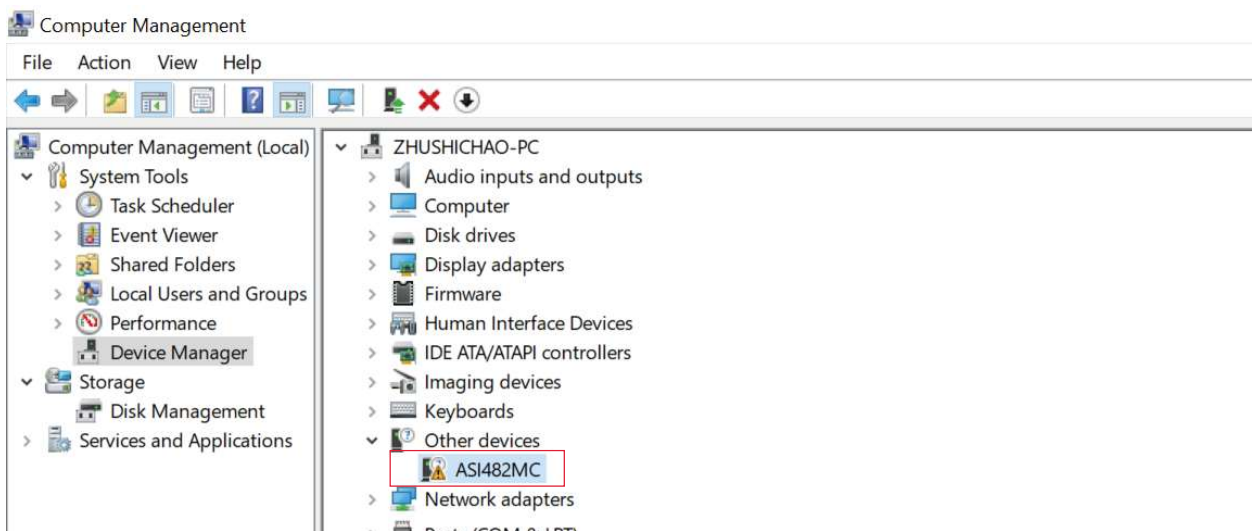 Computer Management
File Action View Help
Computer Management (Local)
System Tools
Task Scheduler
Event Viewer
Shared Folders
Local Users and Groups
Performance
Device Manager
Storage
Disk Management
Services and Applications
ZHUSHICHAO-PC
Audio inputs and outputs
Computer
Disk drives
Display adapters
Firmware
Human Interface Devices
IDE ATA/ATAPI controllers
Imaging devices
Keyboards
Other devices
ASI482MC
Network adapters
Ports (COM & LPT)